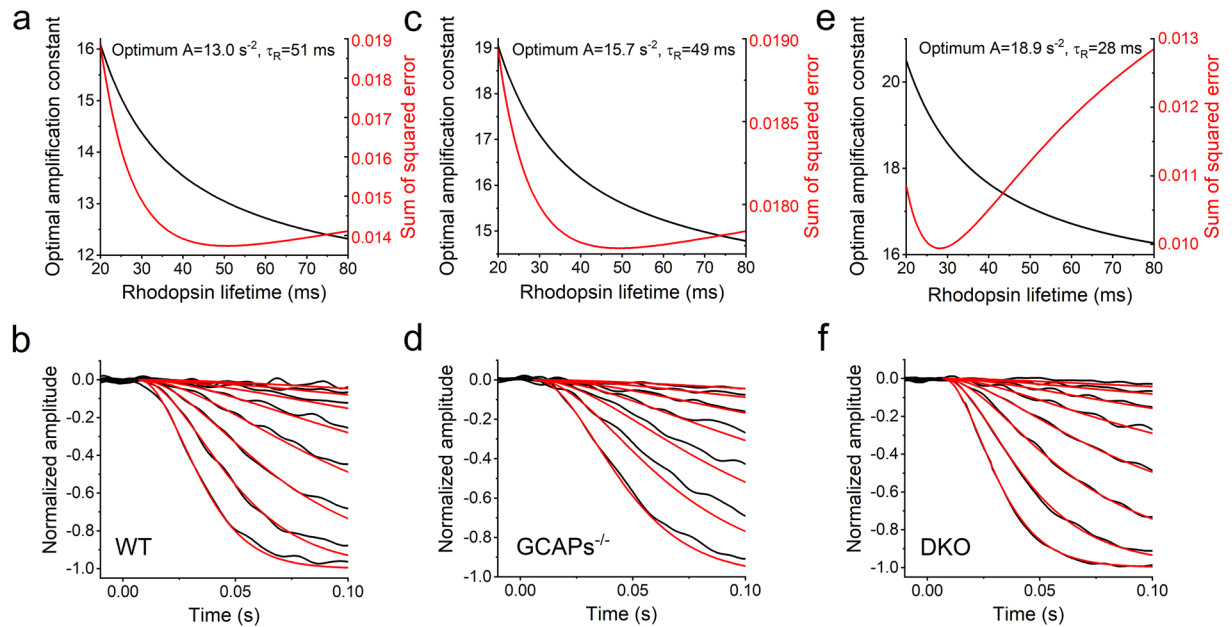 a
Optimum A=13.0 s⁻², τR=51 ms
Optimal amplification constant
16
15
14
13
12
0.019
0.018
0.017
0.016
0.015
0.014
Sum of squared error
20 30 40 50 60 70 80
Rhodopsin lifetime (ms)
c
Optimum A=15.7 s⁻², τR=49 ms
Optimal amplification constant
19
18
17
16
15
0.0190
0.0185
0.0180
Sum of squared error
20 30 40 50 60 70 80
Rhodopsin lifetime (ms)
e
Optimum A=18.9 s⁻², τR=28 ms
Optimal amplification constant
20
18
16
0.013
0.012
0.011
0.010
Sum of squared error
20 30 40 50 60 70 80
Rhodopsin lifetime (ms)
b
Normalized amplitude
0.0
-0.2
-0.4
-0.6
-0.8
-1.0
WT
0.00 0.05 0.10
Time (s)
d
Normalized amplitude
0.0
-0.2
-0.4
-0.6
-0.8
-1.0
GCAPs⁻/⁻
0.00 0.05 0.10
Time (s)
f
Normalized amplitude
0.0
-0.2
-0.4
-0.6
-0.8
-1.0
DKO
0.00 0.05 0.10
Time (s)